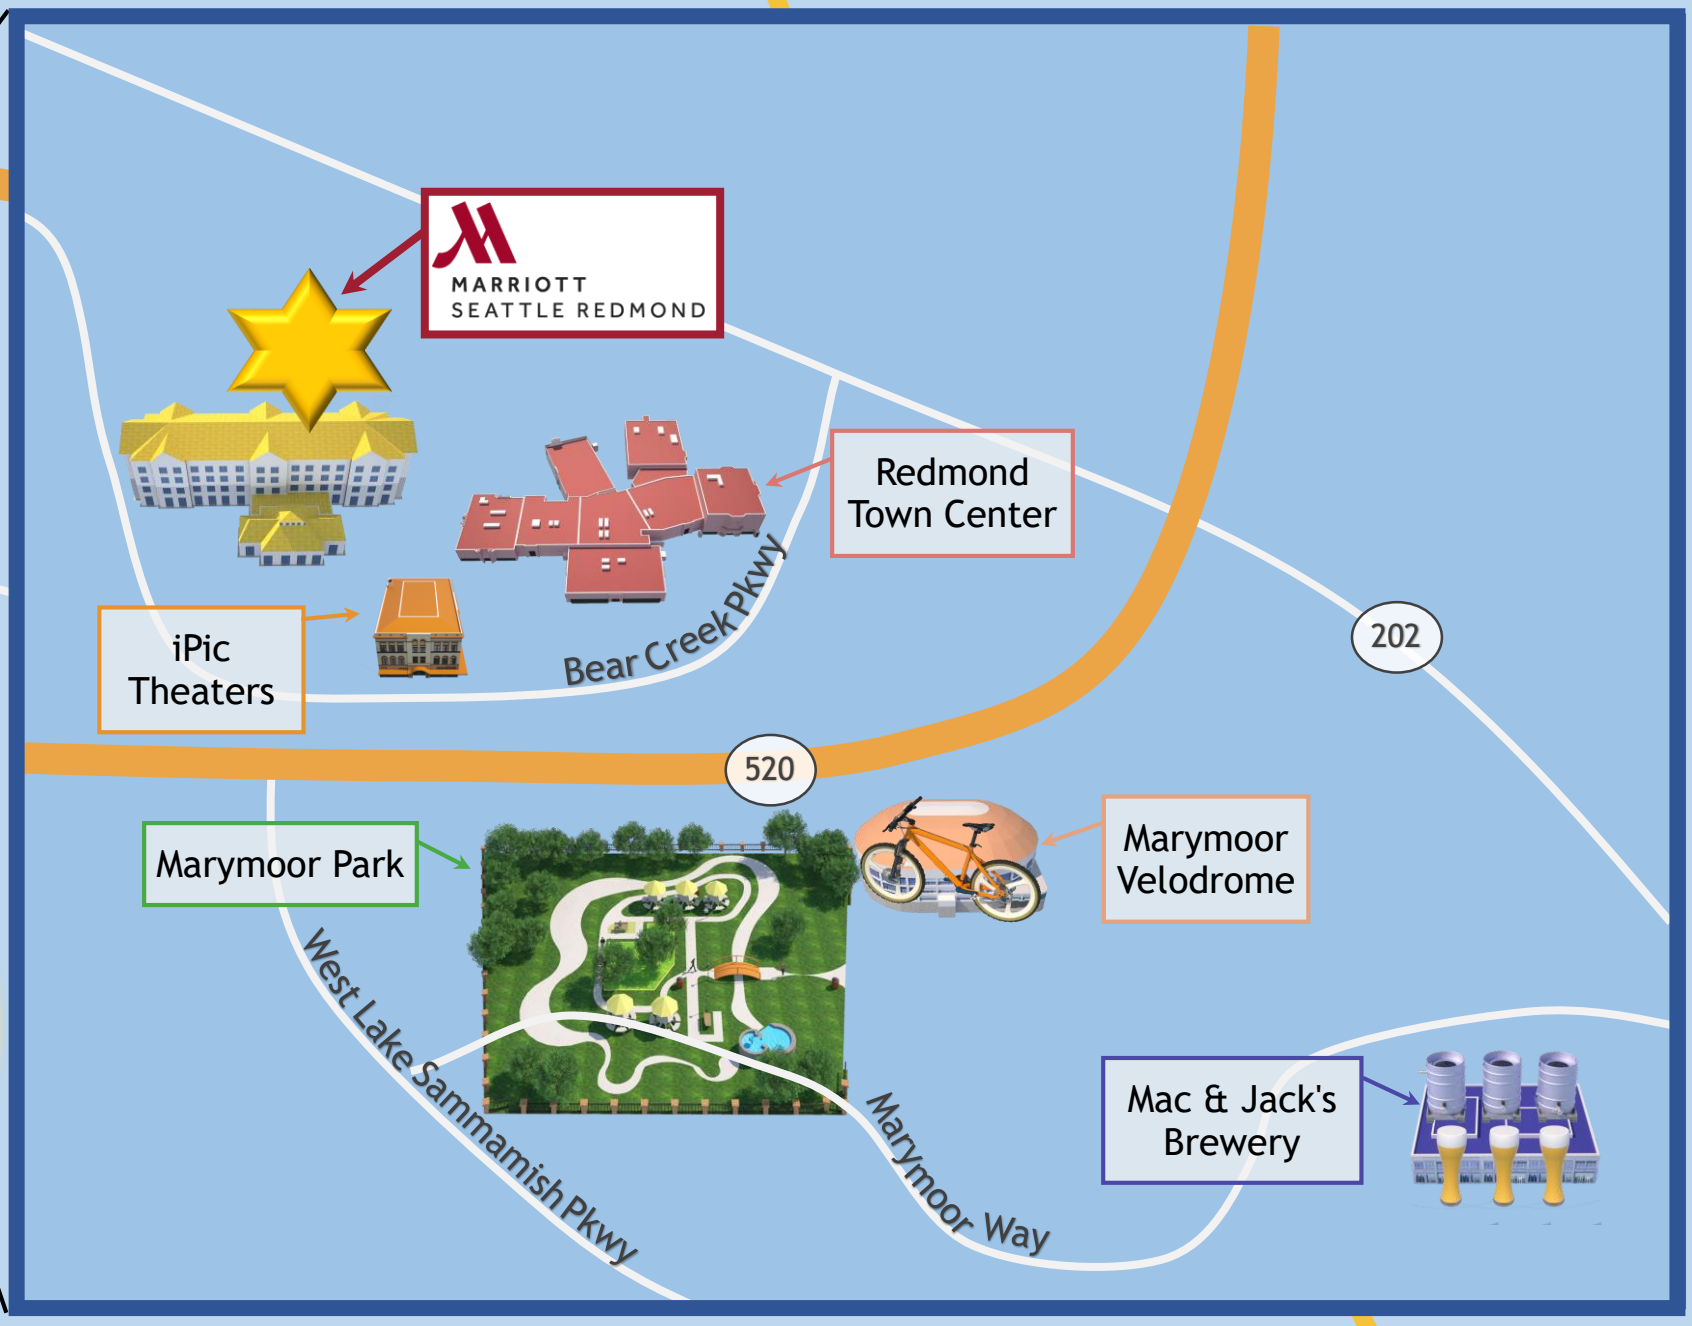 MARRIOTT
SEATTLE REDMOND
Redmond
Town Center
Bear Creek Pkwy
iPic
Theaters
202
520
Marymoor Park
Marymoor
Velodrome
West Lake Sammamish Pkwy
Marymoor Way
Mac & Jack's
Brewery